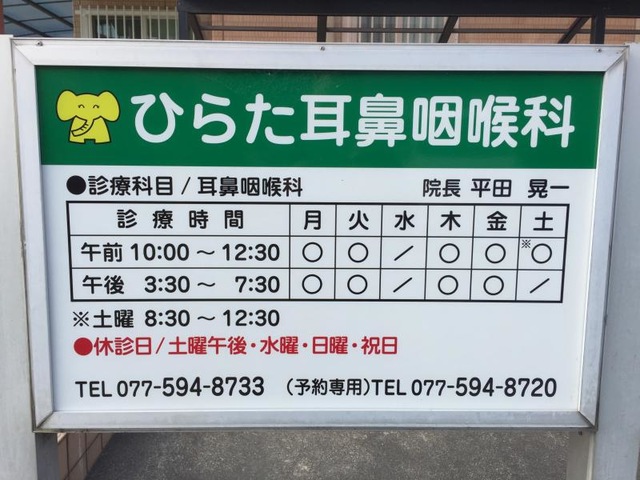 ひらた耳鼻咽喉科
●診療科目/耳鼻咽喉科 院長 平田 晃一
診療時間 月 火 水 木 金 土
午前 10:00～12:30 ○ ○ / ○ ○ ※○
午後 3:30～7:30 ○ ○ / ○ ○ /
※土曜 8:30～12:30
●休診日/土曜午後・水曜・日曜・祝日
TEL 077-594-8733 (予約専用)TEL 077-594-8720